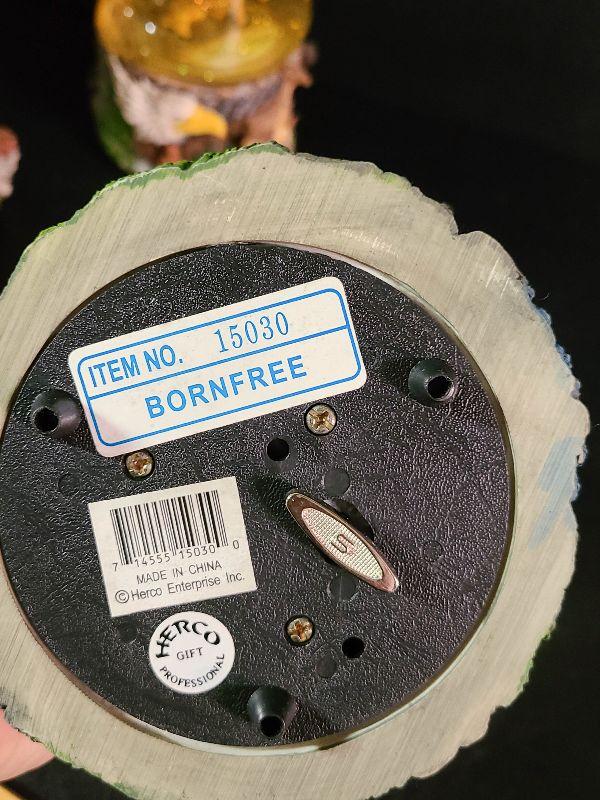 ITEM NO. 15030
BORNFREE
7 14555 15030 0
MADE IN CHINA
© Herco Enterprise Inc.
HERCO
GIFT
PROFESSIONAL
S